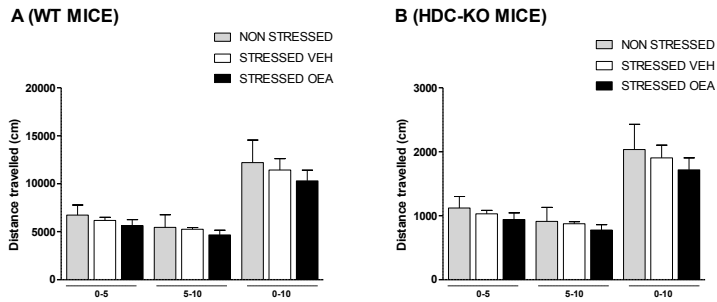 A (WT MICE)
NON STRESSED
STRESSED VEH
STRESSED OEA
Distance travelled (cm)
20000
15000
10000
5000
0
0-5
5-10
0-10
B (HDC-KO MICE)
NON STRESSED
STRESSED VEH
STRESSED OEA
Distance travelled (cm)
3000
2000
1000
0
0-5
5-10
0-10